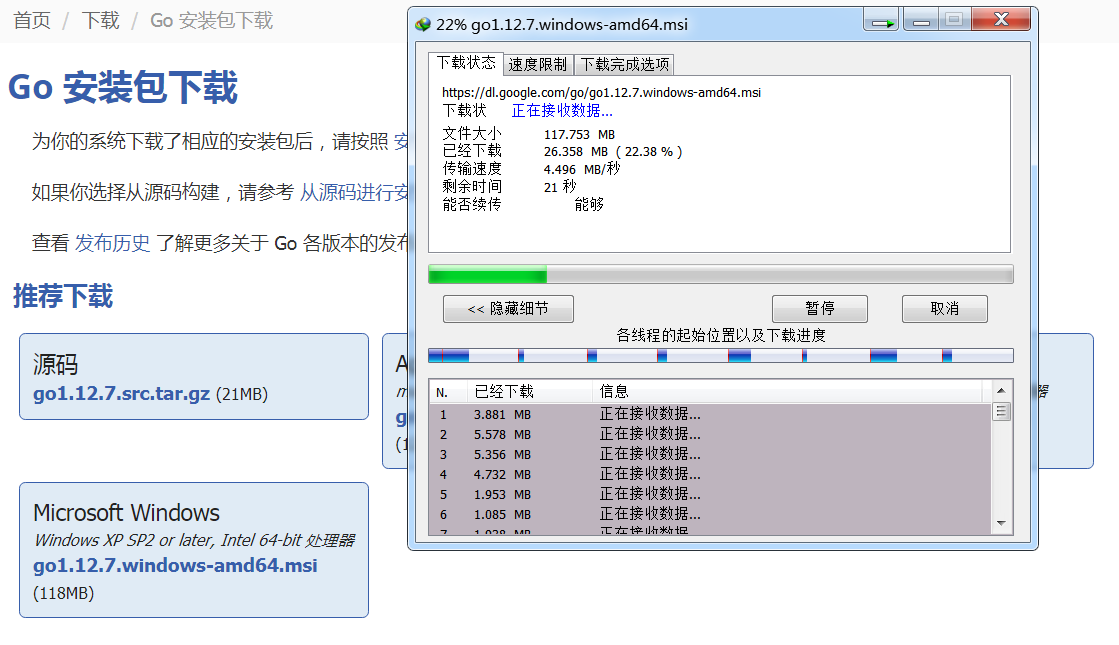 首页 / 下载 / Go 安装包下载
Go 安装包下载
为你的系统下载了相应的安装包后，请按照 安
如果你选择从源码构建，请参考 从源码进行安
查看 发布历史 了解更多关于 Go 各版本的发布
推荐下载
源码
go1.12.7.src.tar.gz (21MB)
Microsoft Windows
Windows XP SP2 or later, Intel 64-bit 处理器
go1.12.7.windows-amd64.msi
(118MB)
22% go1.12.7.windows-amd64.msi
下载状态 速度限制 下载完成选项
https://dl.google.com/go/go1.12.7.windows-amd64.msi
下载状 正在接收数据...
文件大小 117.753 MB
已经下载 26.358 MB ( 22.38 % )
传输速度 4.496 MB/秒
剩余时间 21 秒
能否续传 能够
<< 隐藏细节 暂停 取消
各线程的起始位置以及下载进度
N. 已经下载 信息
1 3.881 MB 正在接收数据...
2 5.578 MB 正在接收数据...
3 5.356 MB 正在接收数据...
4 4.732 MB 正在接收数据...
5 1.953 MB 正在接收数据...
6 1.085 MB 正在接收数据...